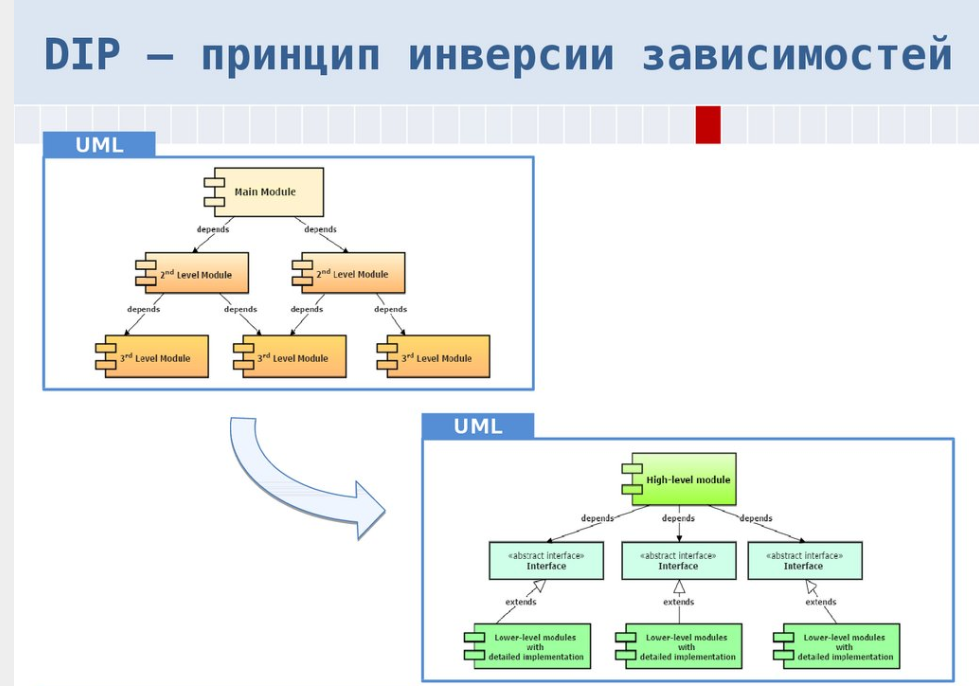 DIP – принцип инверсии зависимостей
UML
Main Module
depends
depends
2nd Level Module
2nd Level Module
depends
depends
depends
depends
3rd Level Module
3rd Level Module
3rd Level Module
UML
High-level module
depends
depends
depends
«abstract interface»
Interface
«abstract interface»
Interface
«abstract interface»
Interface
extends
extends
extends
Lower-level modules
with
detailed implementation
Lower-level modules
with
detailed implementation
Lower-level modules
with
detailed implementation